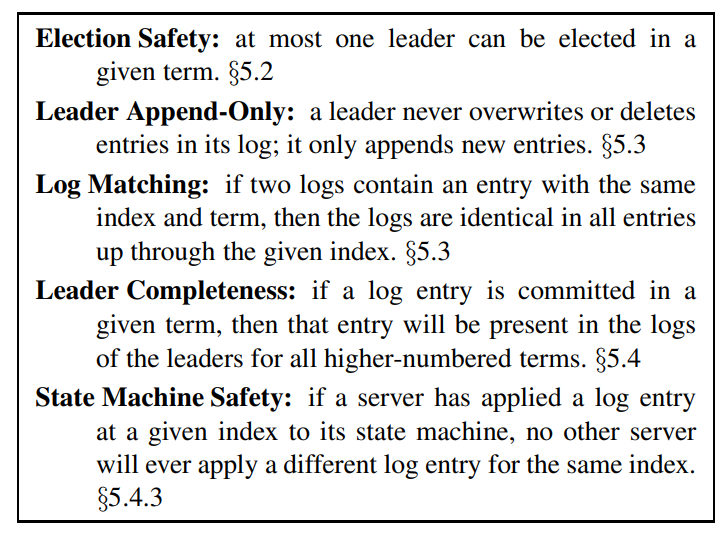 Election Safety: at most one leader can be elected in a
given term. §5.2
Leader Append-Only: a leader never overwrites or deletes
entries in its log; it only appends new entries. §5.3
Log Matching: if two logs contain an entry with the same
index and term, then the logs are identical in all entries
up through the given index. §5.3
Leader Completeness: if a log entry is committed in a
given term, then that entry will be present in the logs
of the leaders for all higher-numbered terms. §5.4
State Machine Safety: if a server has applied a log entry
at a given index to its state machine, no other server
will ever apply a different log entry for the same index.
§5.4.3